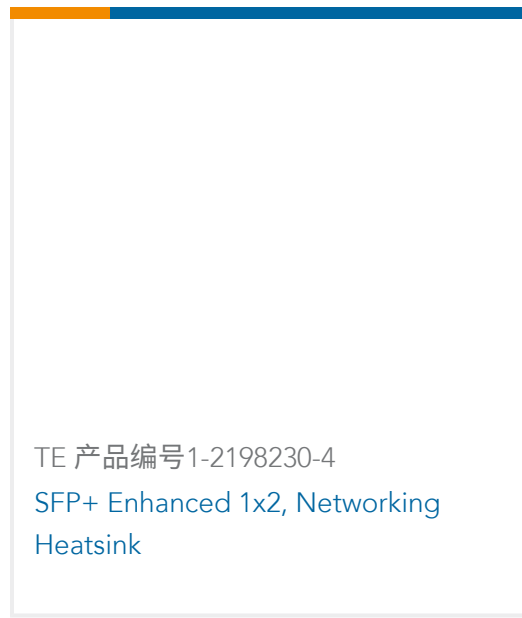 TE 产品编号1-2198230-4
SFP+ Enhanced 1x2, Networking
Heatsink